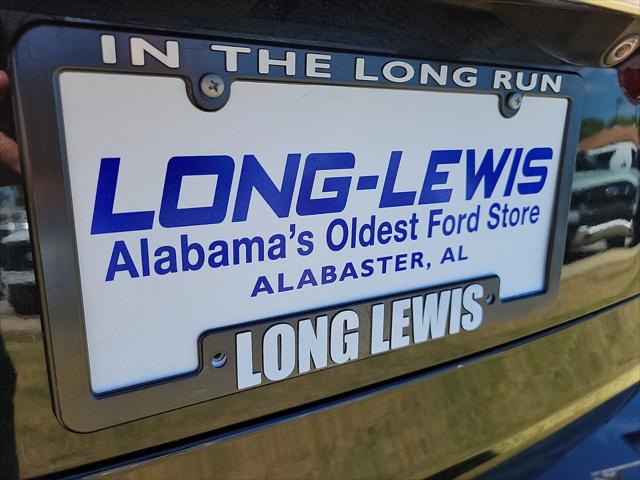 IN THE LONG RUN
LONG-LEWIS
Alabama's Oldest Ford Store
ALABASTER, AL
LONG LEWIS